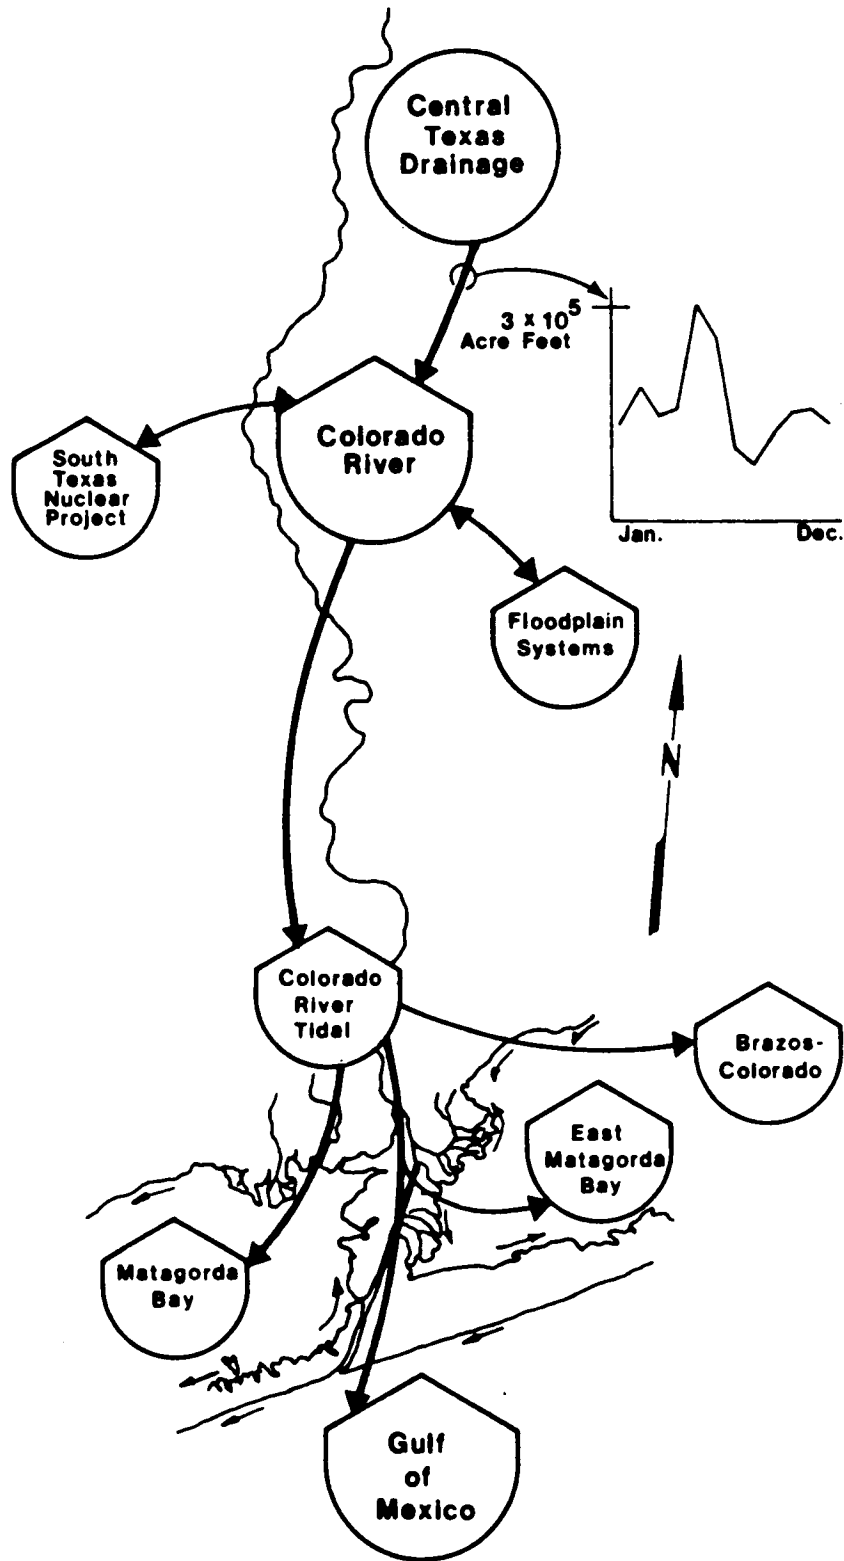 Central
Texas
Drainage
3 x 10^5
Acre Feet
Jan.
Dec.
Colorado
River
South
Texas
Nuclear
Project
Floodplain
Systems
N
Colorado
River
Tidal
Brazos-
Colorado
East
Matagorda
Bay
Matagorda
Bay
Gulf
of
Mexico